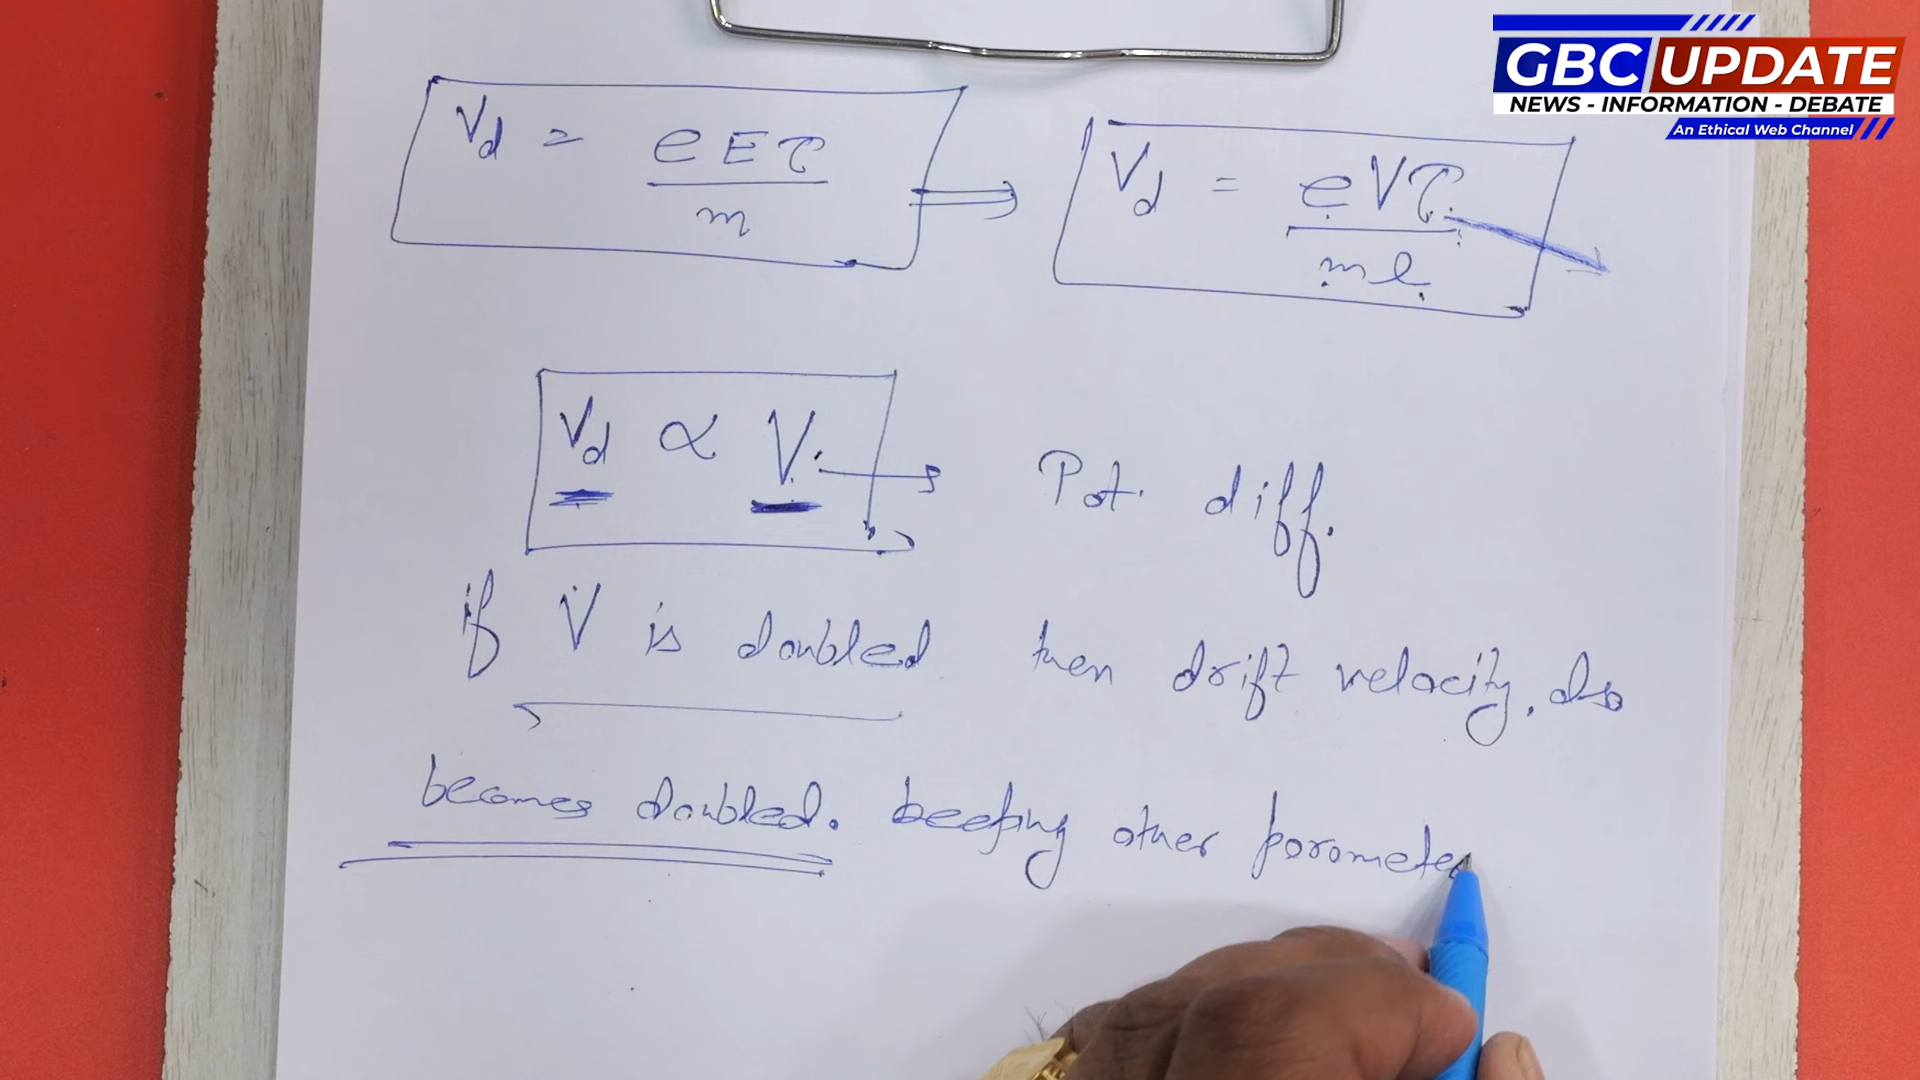 GBC UPDATE
NEWS - INFORMATION - DEBATE
An Ethical Web Channel
Vd = eEτ/m ⇒ Vd = eVτ/ml
Vd ∝ V → Pot. diff.
if V is doubled then drift velocity, also
becomes doubled. keeping other paramete